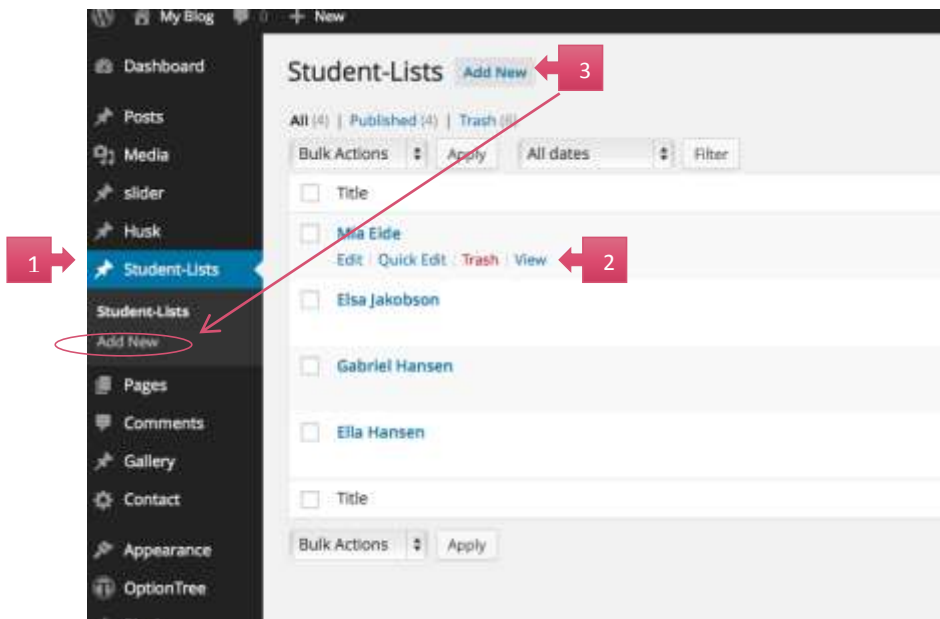 My Blog 0 + New
Dashboard
Posts
Media
slider
Husk
Student-Lists
Student-Lists
Add New
Pages
Comments
Gallery
Contact
Appearance
OptionTree
Student-Lists Add New
All (4) | Published (4) | Trash (6)
Bulk Actions Apply All dates Filter
Title
Mia Eide
Edit | Quick Edit | Trash | View
Elsa Jakobson
Gabriel Hansen
Ella Hansen
Title
Bulk Actions Apply
1
2
3